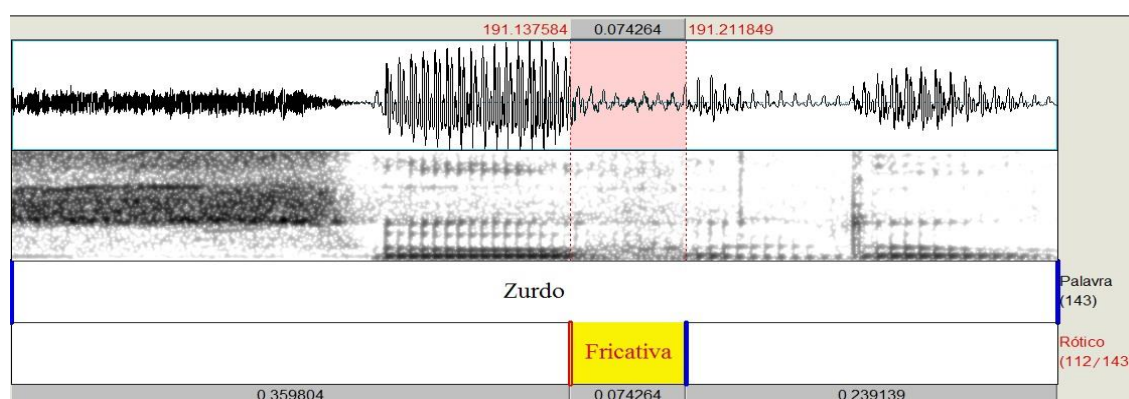 191.137584 0.074264 191.211849
Zurdo
Palavra
(143)
Fricativa
Rótico
(112/143
0.359804 0.074264 0.239139